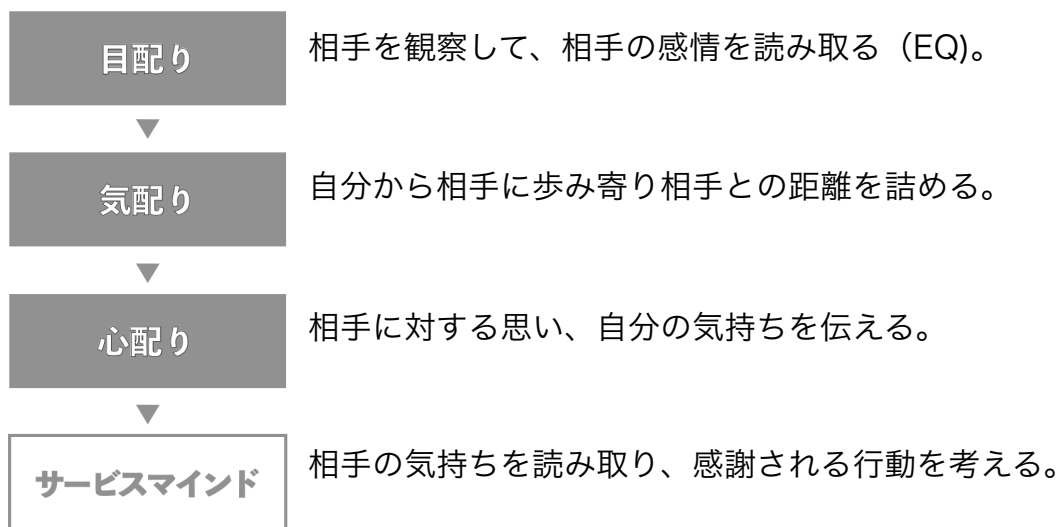 目配り
相手を観察して、相手の感情を読み取る（EQ)。
▼
気配り
自分から相手に歩み寄り相手との距離を詰める。
▼
心配り
相手に対する思い、自分の気持ちを伝える。
▼
サービスマインド
相手の気持ちを読み取り、感謝される行動を考える。